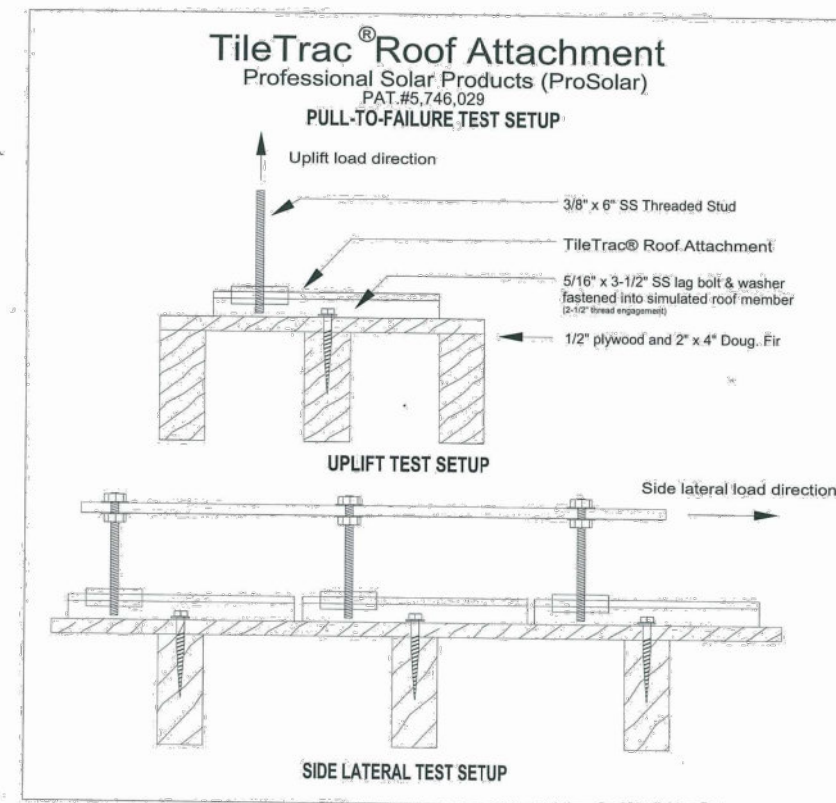 TileTrac® Roof Attachment
Professional Solar Products (ProSolar)
PAT.#5,746,029
PULL-TO-FAILURE TEST SETUP
Uplift load direction
3/8" x 6" SS Threaded Stud
TileTrac® Roof Attachment
5/16" x 3-1/2" SS lag bolt & washer
fastened into simulated roof member
(2-1/2" thread engagement)
1/2" plywood and 2" x 4" Doug. Fir
UPLIFT TEST SETUP
Side lateral load direction
SIDE LATERAL TEST SETUP